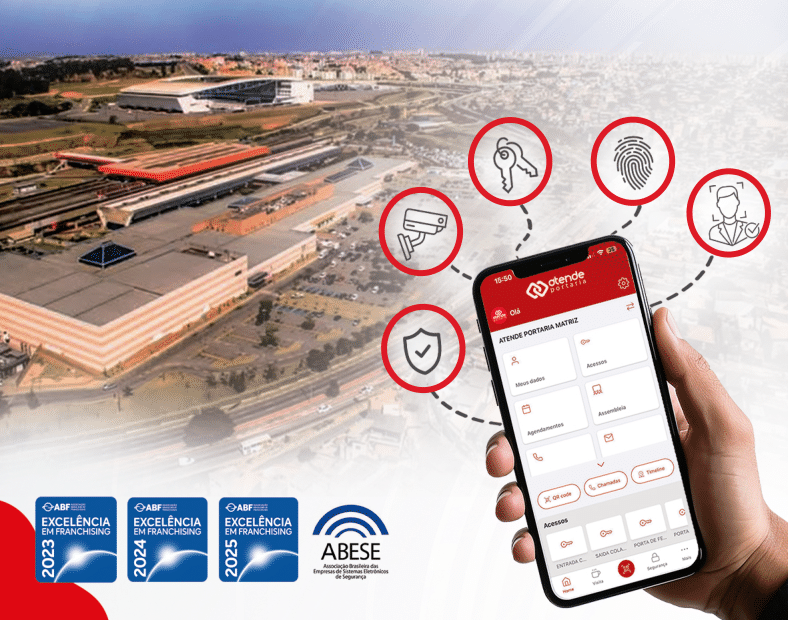 15:50
atende
portaria
Olá
ATENDE PORTARIA MATRIZ
Meus dados
Acessos
Agendamentos
Assembleia
QR code
Chamadas
Timeline
Acessos
ENTRADA C...
SAÍDA COLA...
PORTA DE FE...
PORTA
Home
Visita
Segurança
Mais
ABF
EXCELÊNCIA
EM FRANCHISING
2023
ABF
EXCELÊNCIA
EM FRANCHISING
2024
ABF
EXCELÊNCIA
EM FRANCHISING
2025
ABESE
Associação Brasileira das
Empresas de Sistemas Eletrônicos
de Segurança